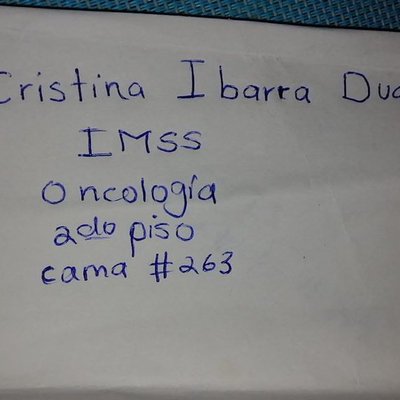 Cristina Ibarra
IMSS
Oncología
2do piso
cama #263